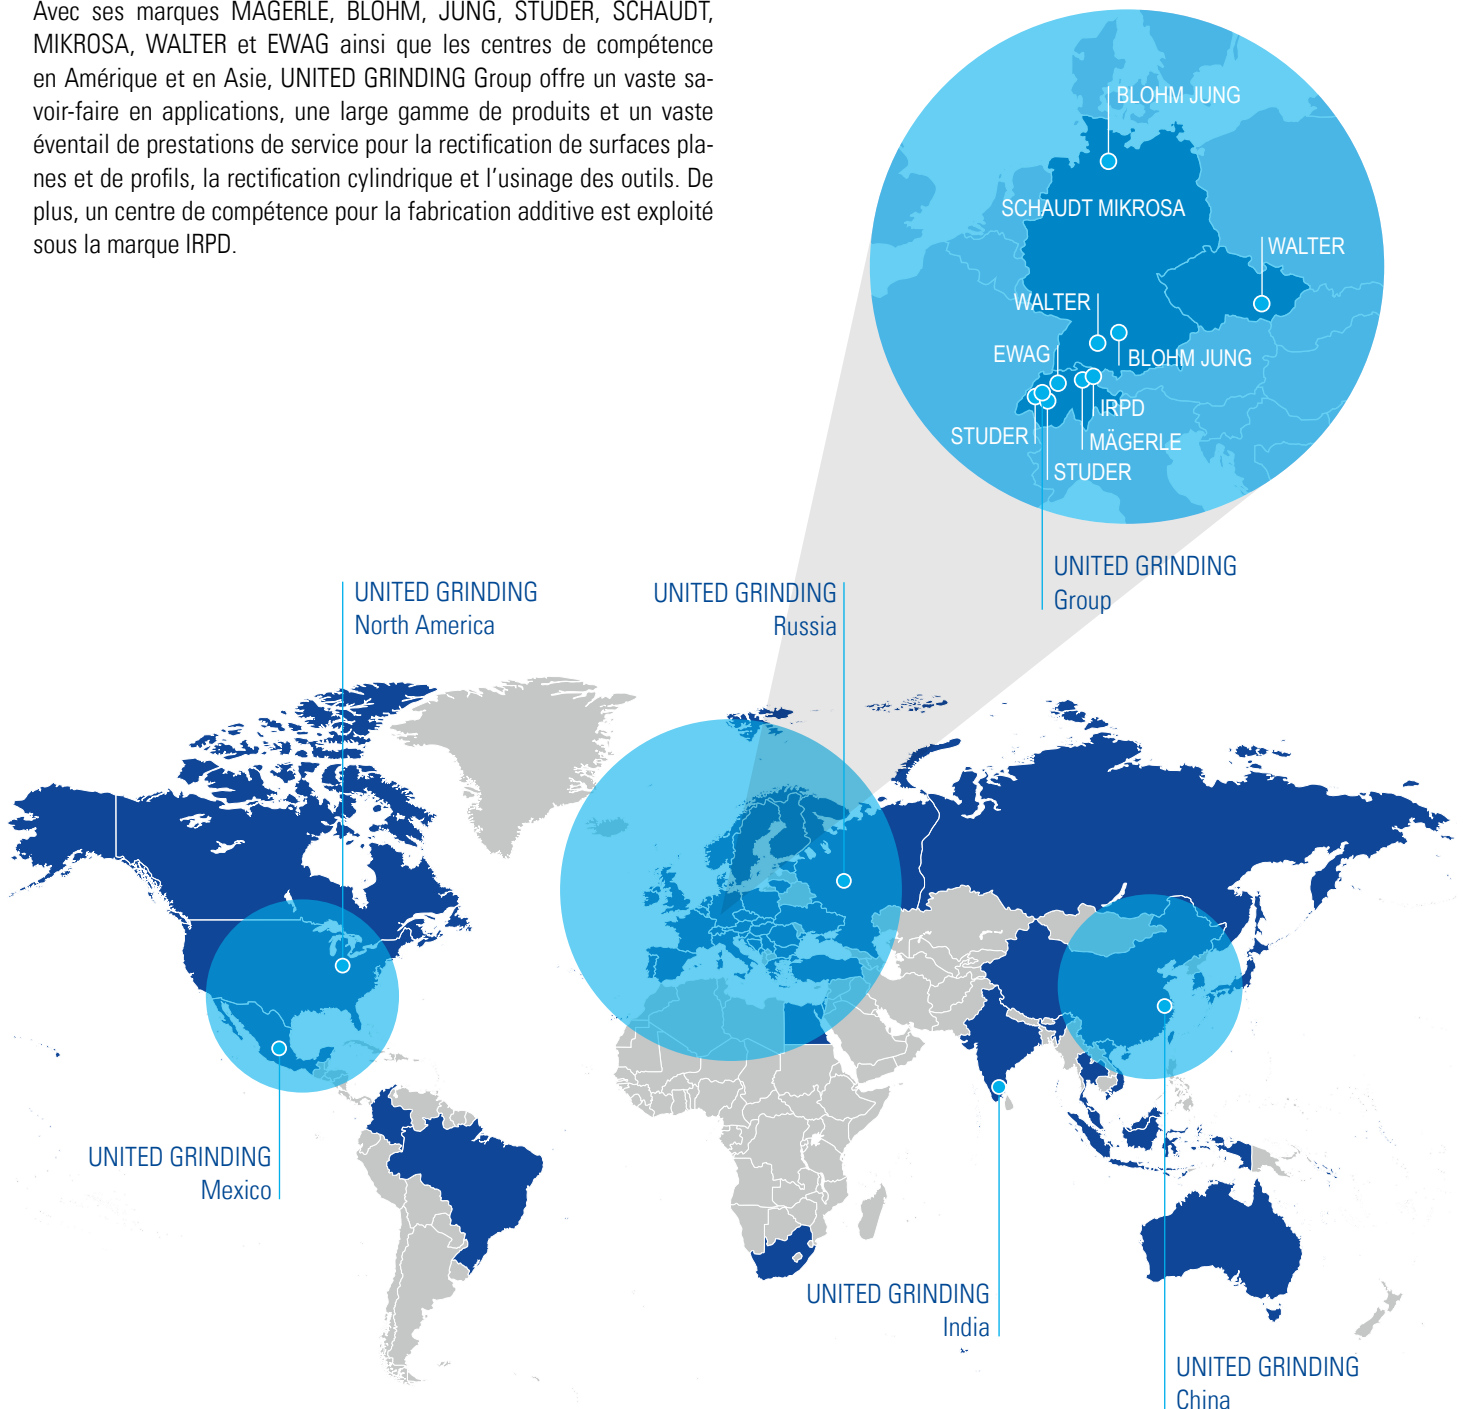 Avec ses marques MÄGERLE, BLOHM, JUNG, STUDER, SCHAUDT,
MIKROSA, WALTER et EWAG ainsi que les centres de compétence
en Amérique et en Asie, UNITED GRINDING Group offre un vaste sa-
voir-faire en applications, une large gamme de produits et un vaste
éventail de prestations de service pour la rectification de surfaces pla-
nes et de profils, la rectification cylindrique et l'usinage des outils. De
plus, un centre de compétence pour la fabrication additive est exploité
sous la marque IRPD.
BLOHM JUNG
SCHAUDT MIKROSA
WALTER
WALTER
EWAG
BLOHM JUNG
IRPD
STUDER
MÄGERLE
STUDER
UNITED GRINDING
Group
UNITED GRINDING
North America
UNITED GRINDING
Russia
UNITED GRINDING
Mexico
UNITED GRINDING
India
UNITED GRINDING
China